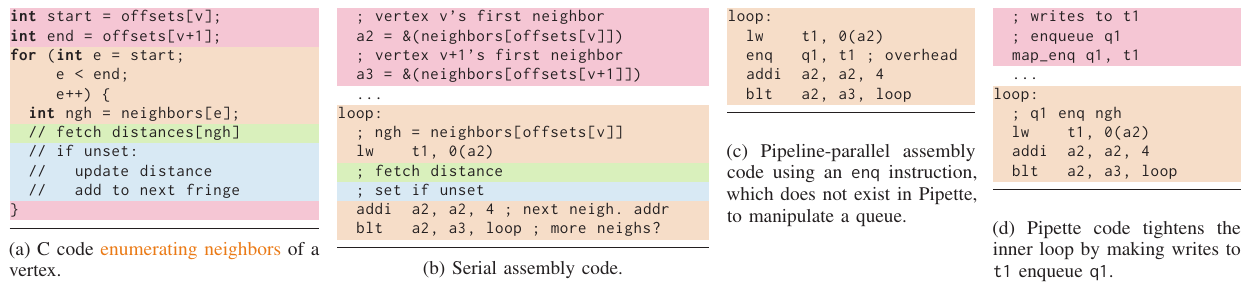 int start = offsets[v];
int end = offsets[v+1];
for (int e = start;
e < end;
e++) {
int ngh = neighbors[e];
// fetch distances[ngh]
// if unset:
//   update distance
//   add to next fringe
}
(a) C code enumerating neighbors of a
vertex.
; vertex v's first neighbor
a2 = &(neighbors[offsets[v]])
; vertex v+1's first neighbor
a3 = &(neighbors[offsets[v+1]])
...
loop:
; ngh = neighbors[offsets[v]]
lw   t1, 0(a2)
; fetch distance
; set if unset
addi  a2, a2, 4 ; next neigh. addr
blt   a2, a3, loop ; more neighs?
(b) Serial assembly code.
loop:
lw    t1, 0(a2)
enq   q1, t1 ; overhead
addi  a2, a2, 4
blt   a2, a3, loop
(c) Pipeline-parallel assembly
code using an enq instruction,
which does not exist in Pipette,
to manipulate a queue.
; writes to t1
; enqueue q1
map_enq q1, t1
...
loop:
; q1 enq ngh
lw    t1, 0(a2)
addi  a2, a2, 4
blt   a2, a3, loop
(d) Pipette code tightens the
inner loop by making writes to
t1 enqueue q1.